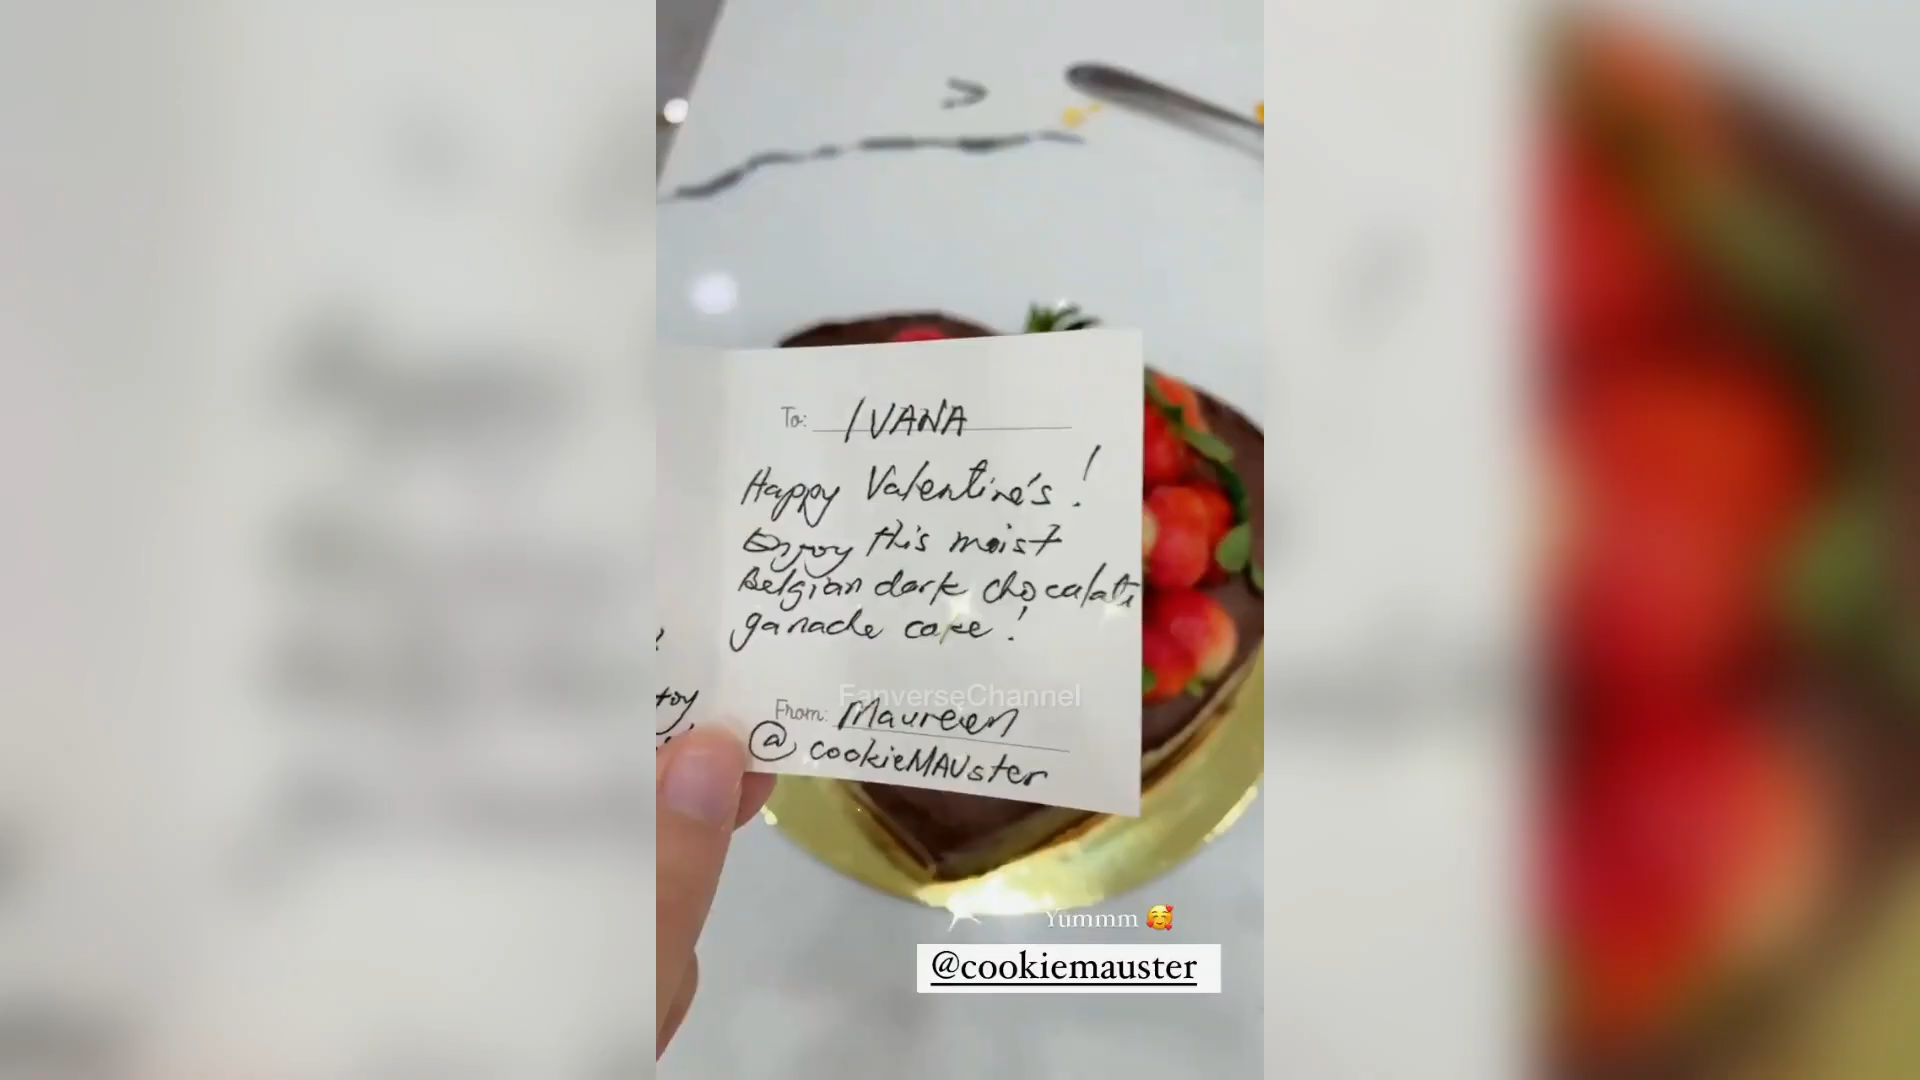 To: IVANA
Happy Valentine's!
Enjoy this moist
Belgian dark chocolate
ganache cake!
FanverseChannel
From: Maureen
@cookieMAUster
Yummm 🥰
@cookiemauster